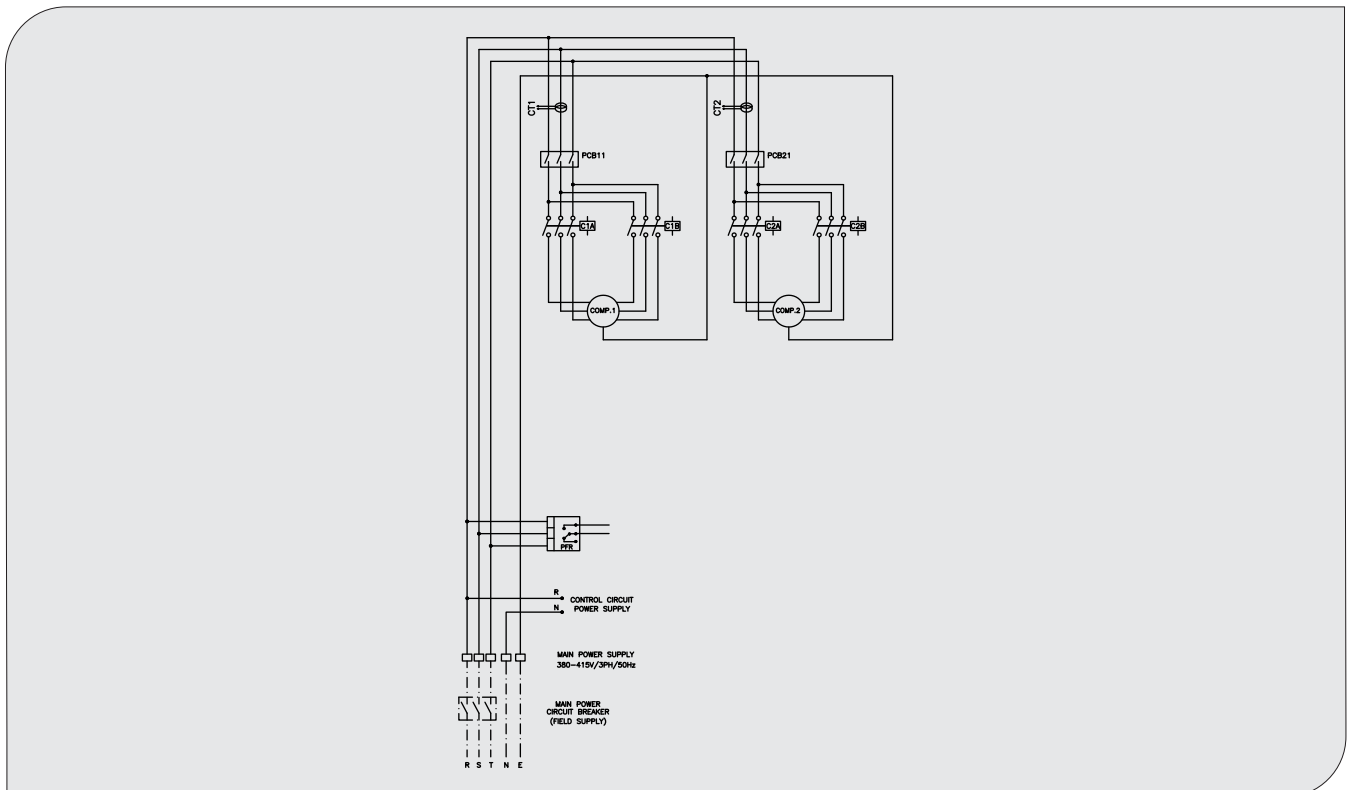 CT1
CT2
PCB11
PCB21
C1A
C1B
C2A
C2B
COMP.1
COMP.2
PFR
R
N
CONTROL CIRCUIT
POWER SUPPLY
MAIN POWER SUPPLY
380-415V/3PH/50Hz
MAIN POWER
CIRCUIT BREAKER
(FIELD SUPPLY)
R S T N E